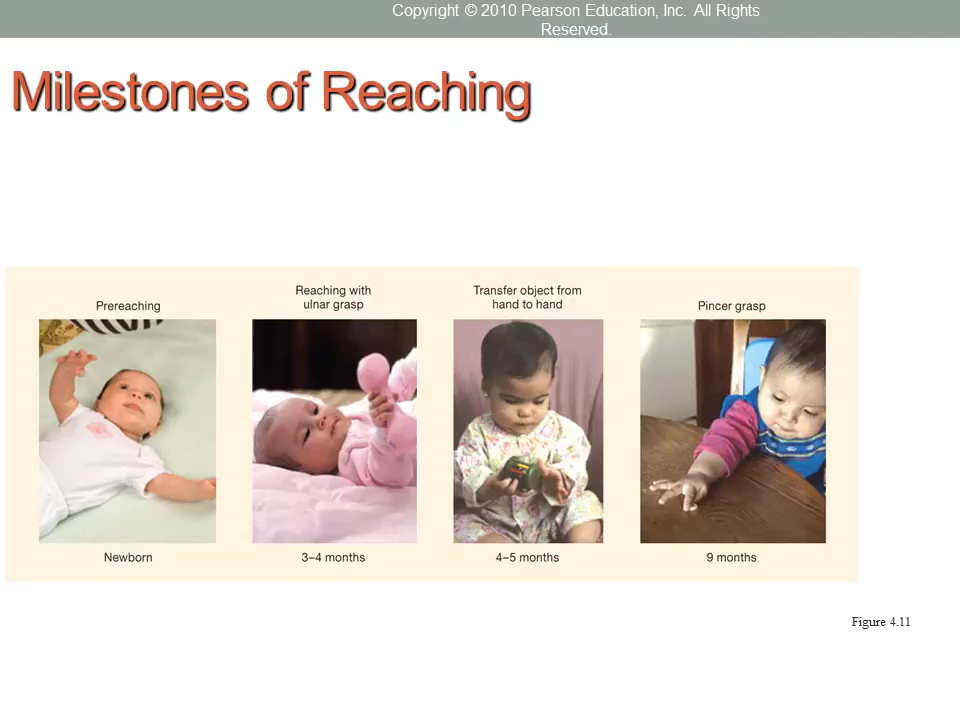 Copyright © 2010 Pearson Education, Inc. All Rights
Reserved.
Milestones of Reaching
Prereaching
Reaching with
ulnar grasp
Transfer object from
hand to hand
Pincer grasp
Newborn
3–4 months
4–5 months
9 months
Figure 4.11